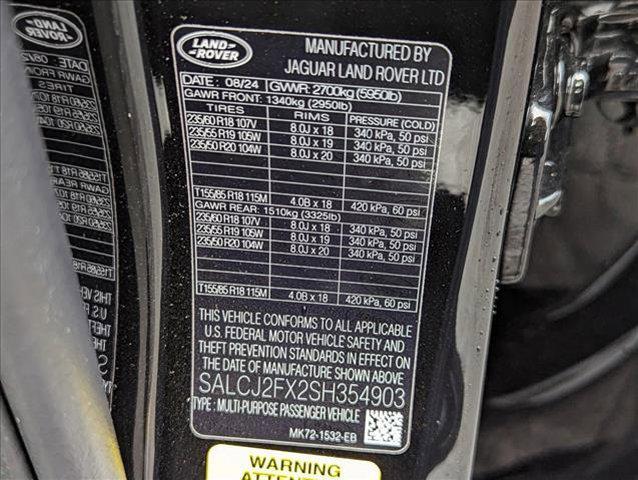 LAND-
ROVER
MANUFACTURED BY
JAGUAR LAND ROVER LTD
DATE: 08/24 GVWR: 2700kg (5950lb)
GAWR FRONT: 1340kg (2950lb)
TIRES RIMS PRESSURE (COLD)
235/60 R18 107V 8.0J x 18 340 kPa, 50 psi
235/55 R19 105W 8.0J x 19 340 kPa, 50 psi
235/50 R20 104W 8.0J x 20 340 kPa, 50 psi
T155/85 R18 115M 4.0B x 18 420 kPa, 60 psi
GAWR REAR: 1510kg (3325lb)
235/60 R18 107V 8.0J x 18 340 kPa, 50 psi
235/55 R19 105W 8.0J x 19 340 kPa, 50 psi
235/50 R20 104W 8.0J x 20 340 kPa, 50 psi
T155/85 R18 115M 4.0B x 18 420 kPa, 60 psi
THIS VEHICLE CONFORMS TO ALL APPLICABLE
U.S. FEDERAL MOTOR VEHICLE SAFETY AND
THEFT PREVENTION STANDARDS IN EFFECT ON
THE DATE OF MANUFACTURE SHOWN ABOVE
SALCJ2FX2SH354903
TYPE : MULTI-PURPOSE PASSENGER VEHICLE
MK72-1532-EB
WARNING